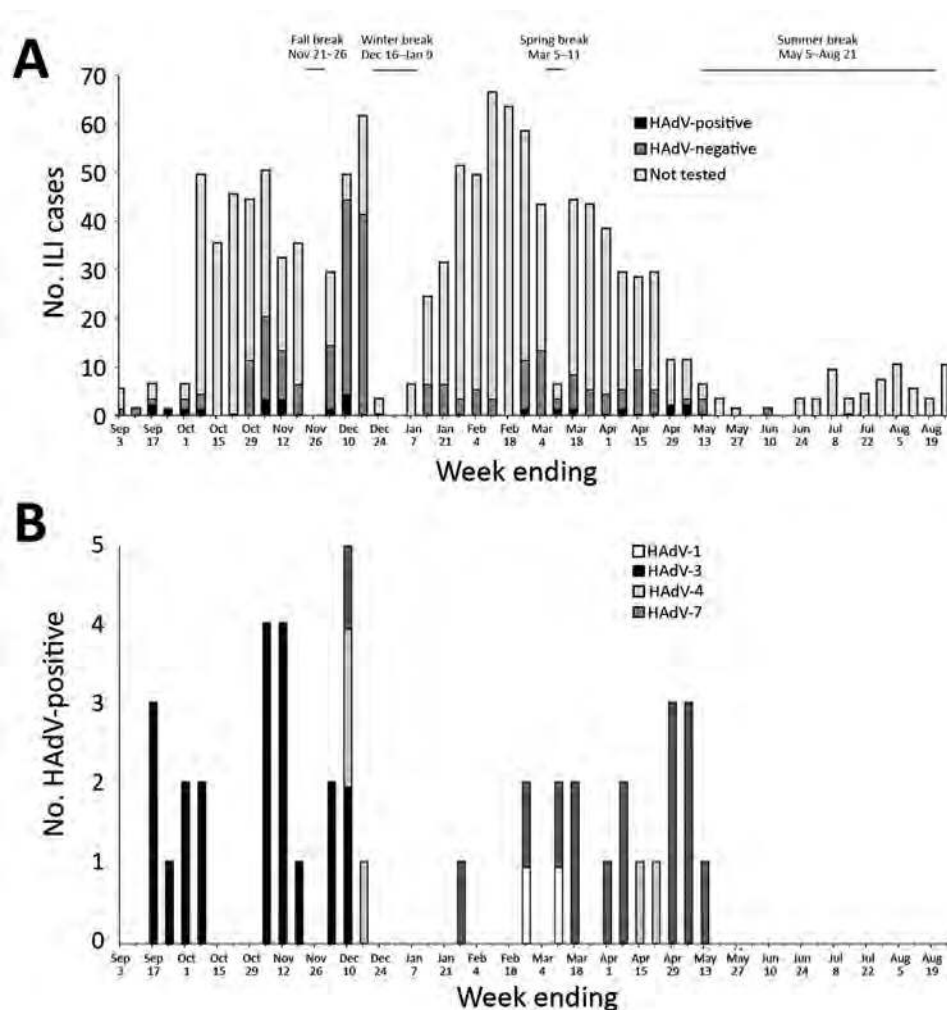 A
Fall break
Nov 21–26
Winter break
Dec 16–Jan 9
Spring break
Mar 5–11
Summer break
May 5–Aug 21
70
60
50
40
30
20
10
0
No. ILI cases
HAdV-positive
HAdV-negative
Not tested
Sep Sep Oct Oct Oct Nov Nov Dec Dec Jan Jan Feb Feb Mar Mar Apr Apr Apr May May Jun Jun Jul Jul Aug Aug
3 17 1 15 29 12 26 10 24 7 21 4 18 4 18 1 15 29 13 27 10 24 8 22 5 19
Week ending
B
5
4
3
2
1
0
No. HAdV-positive
HAdV-1
HAdV-3
HAdV-4
HAdV-7
Sep Sep Oct Oct Oct Nov Nov Dec Dec Jan Jan Feb Feb Mar Mar Apr Apr Apr May May Jun Jun Jul Jul Aug Aug
3 17 1 15 29 12 26 10 24 7 21 4 18 4 18 1 15 29 13 27 10 24 8 22 5 19
Week ending